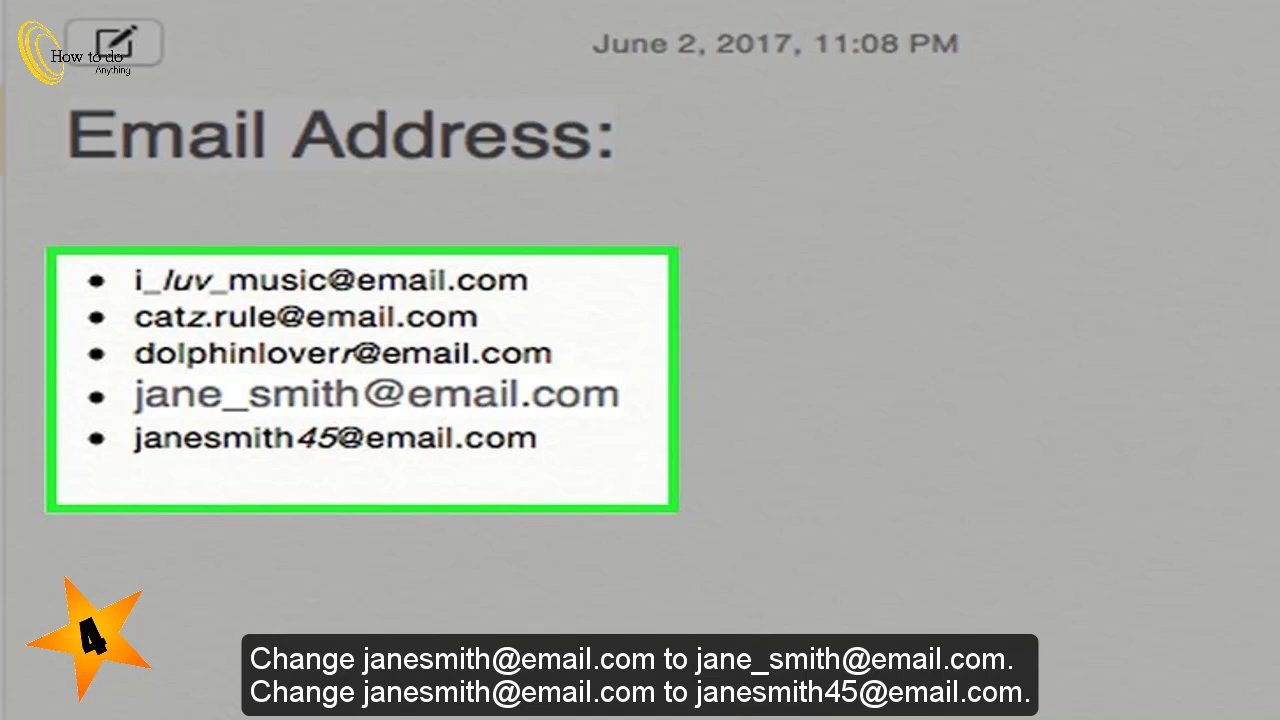 How to do
Anything
June 2, 2017, 11:08 PM
Email Address:
• i_luv_music@email.com
• catz.rule@email.com
• dolphinloverr@email.com
• jane_smith@email.com
• janesmith45@email.com
4
Change janesmith@email.com to jane_smith@email.com.
Change janesmith@email.com to janesmith45@email.com.